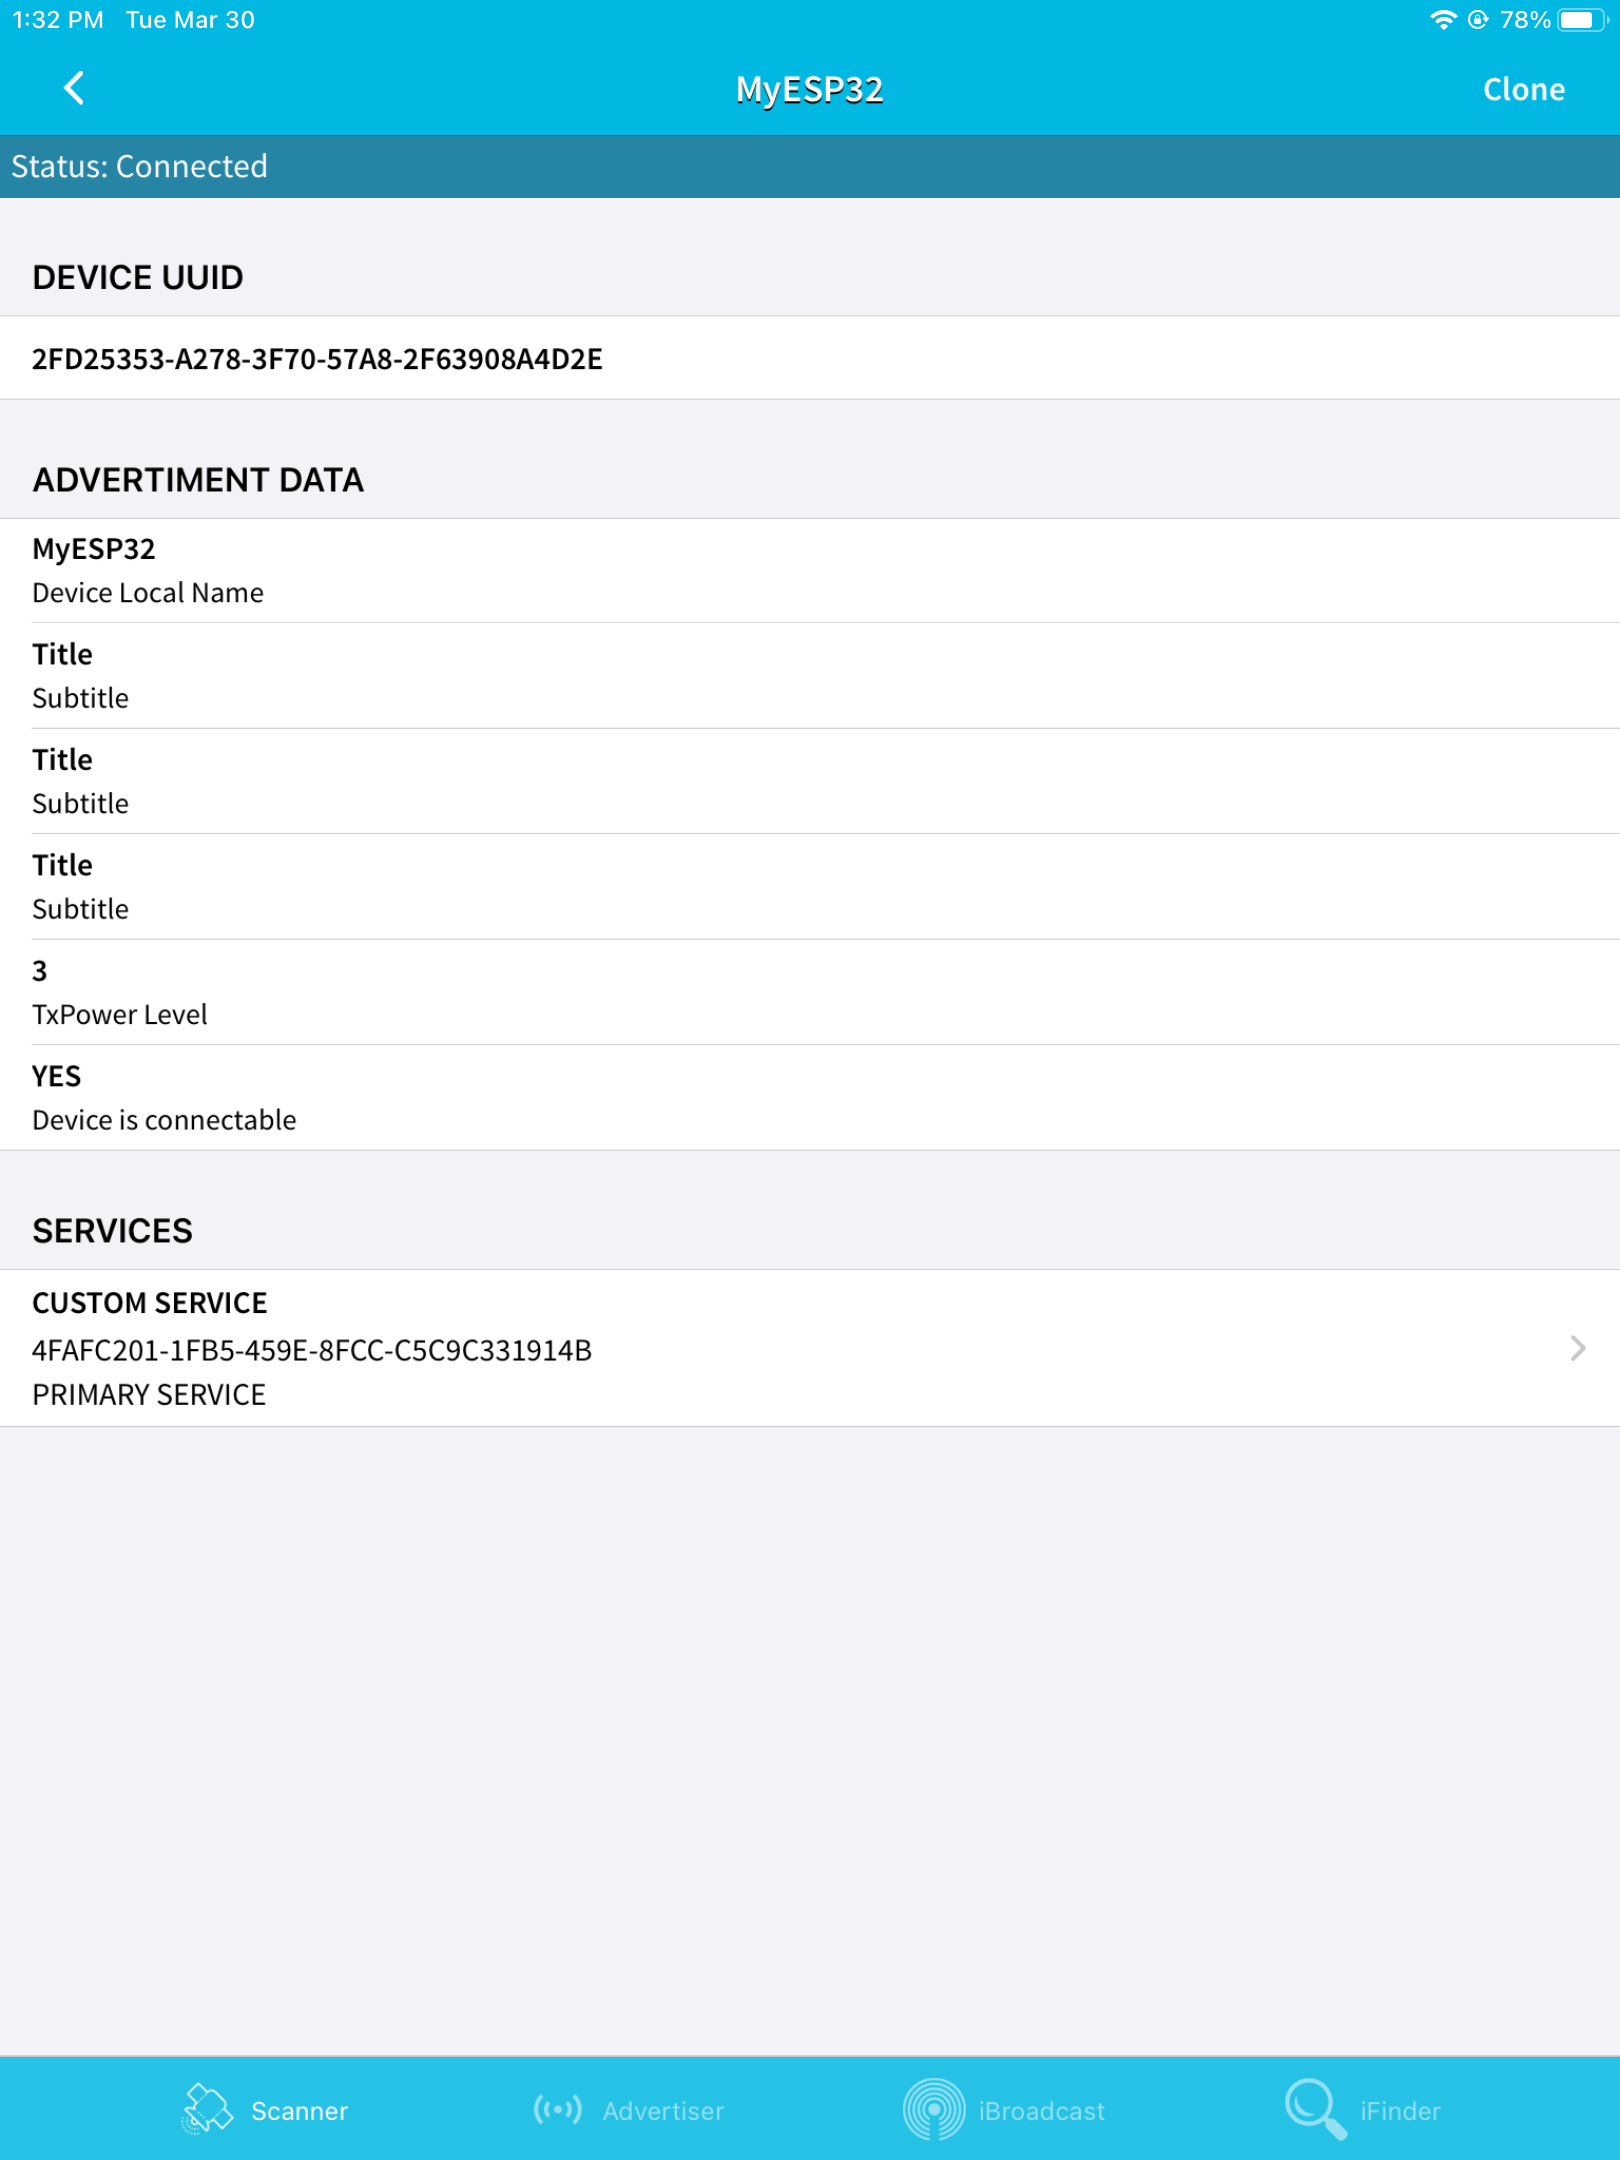 1:32 PM Tue Mar 30 78%
MyESP32 Clone
Status: Connected
DEVICE UUID
2FD25353-A278-3F70-57A8-2F63908A4D2E
ADVERTIMENT DATA
MyESP32
Device Local Name
Title
Subtitle
Title
Subtitle
Title
Subtitle
3
TxPower Level
YES
Device is connectable
SERVICES
CUSTOM SERVICE
4FAFC201-1FB5-459E-8FCC-C5C9C331914B
PRIMARY SERVICE
Scanner Advertiser iBroadcast iFinder